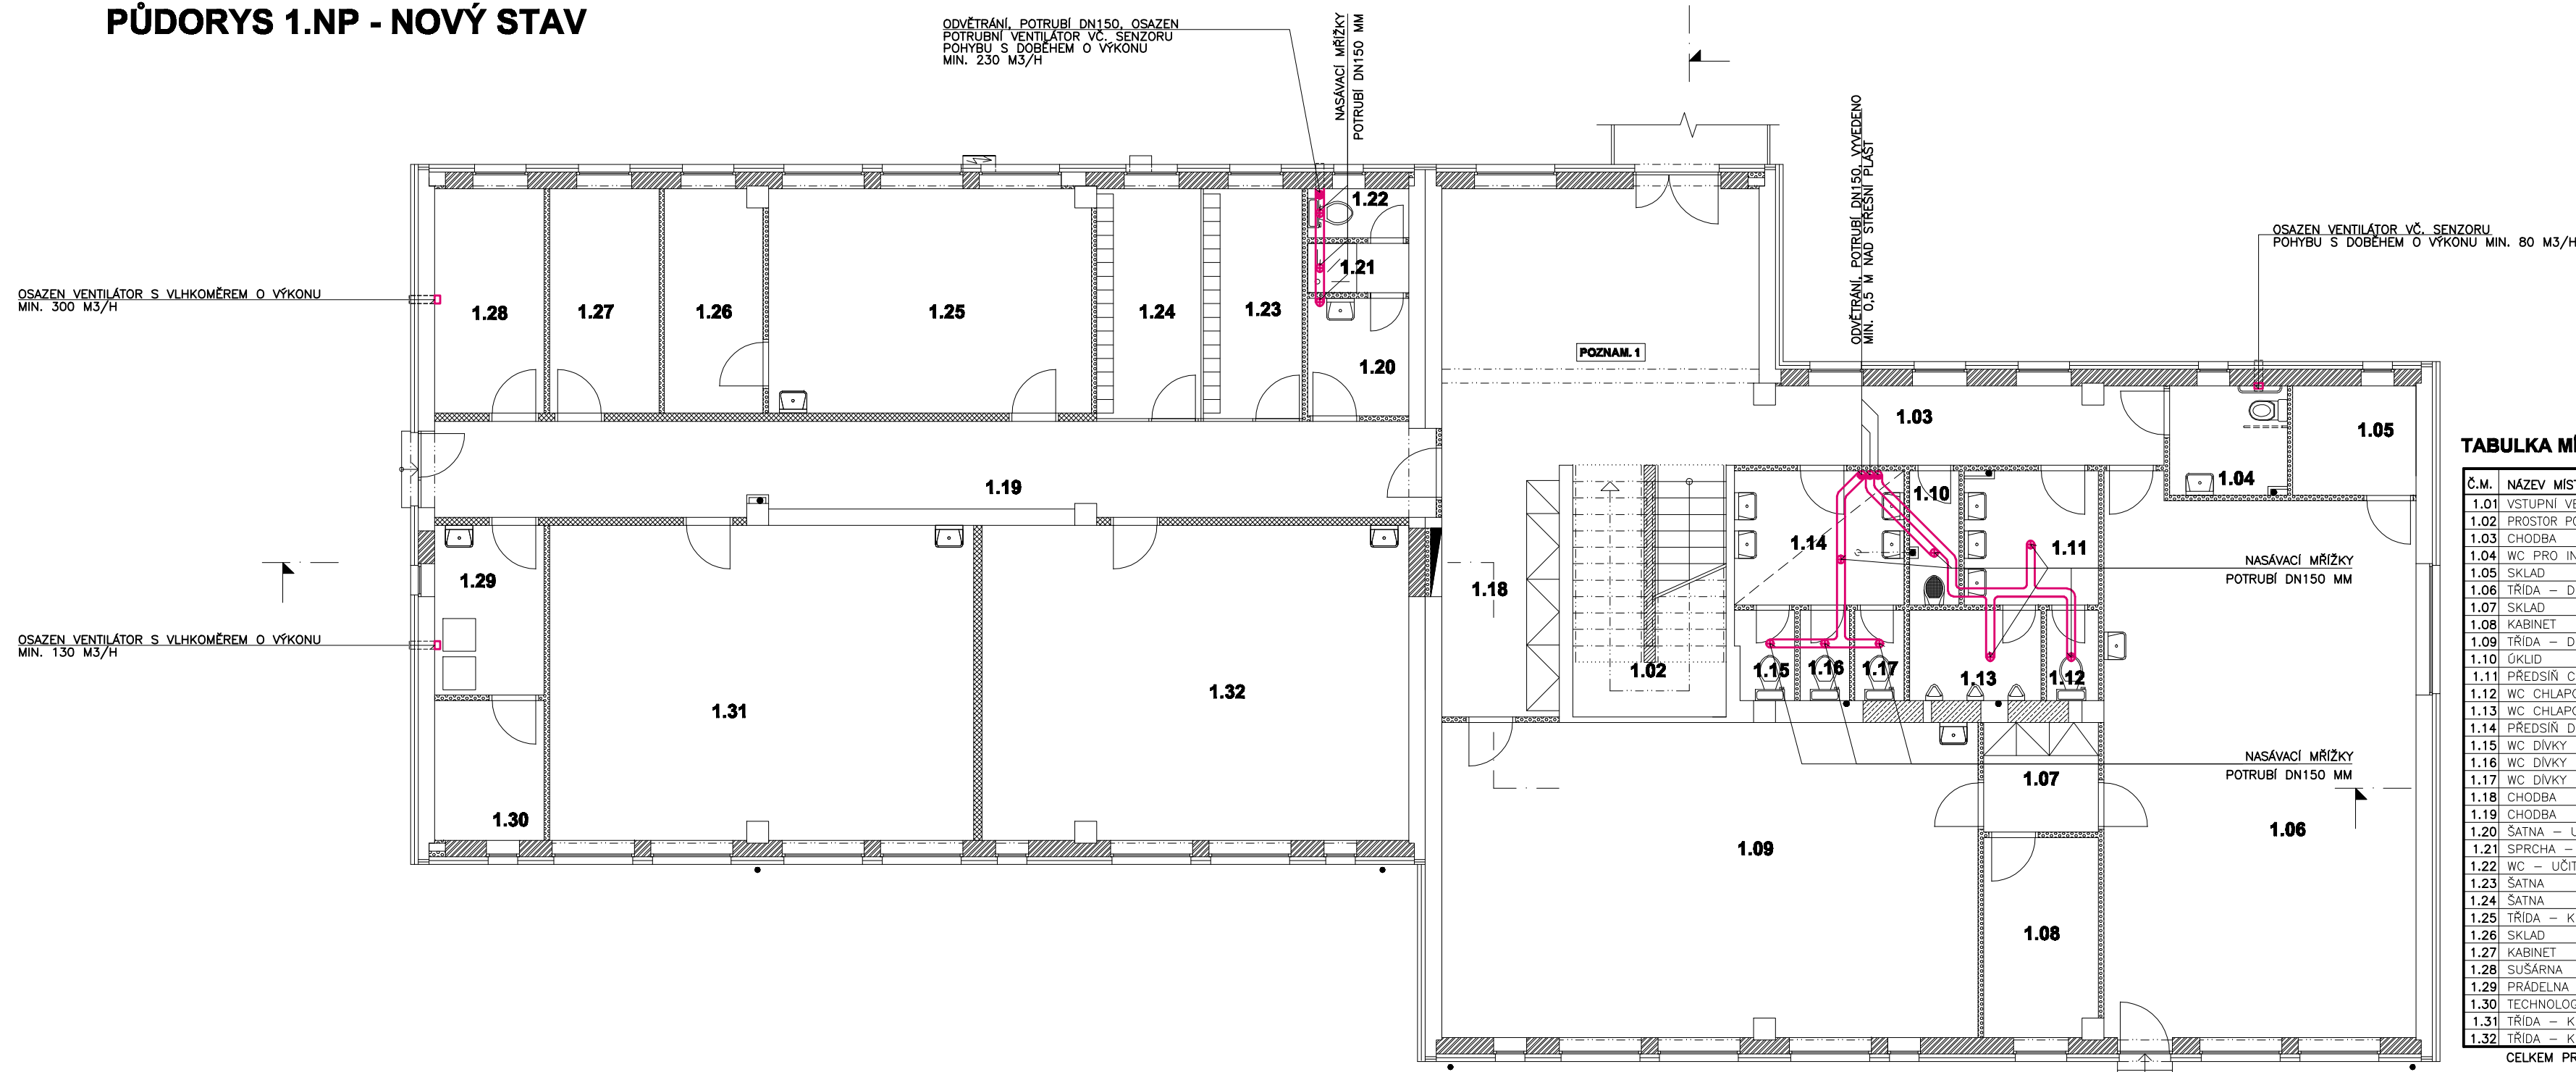 PŮDORYS 1.NP - NOVÝ STAV
ODVĚTRÁNÍ, POTRUBÍ DN150, OSAZEN
POTRUBNÍ VENTILÁTOR VČ. SENZORU
POHYBU S DOBĚHEM O VÝKONU
MIN. 230 M3/H
NASÁVACÍ MŘÍŽKY
POTRUBÍ DN150 MM
ODVĚTRÁNÍ, POTRUBÍ DN150, VYVEDENO
MIN. 0,5 M NAD STŘEŠNÍ PLÁŠŤ
OSAZEN VENTILÁTOR VČ. SENZORU
POHYBU S DOBĚHEM O VÝKONU MIN. 80 M3/H
OSAZEN VENTILÁTOR S VLHKOMĚREM O VÝKONU
MIN. 300 M3/H
1.28
1.27
1.26
1.25
1.24
1.23
1.22
1.21
1.20
POZNAM. 1
1.03
1.04
1.05
1.19
1.29
OSAZEN VENTILÁTOR S VLHKOMĚREM O VÝKONU
MIN. 130 M3/H
1.30
1.31
1.32
1.18
1.02
1.14
1.10
1.11
1.15
1.16
1.17
1.13
1.12
NASÁVACÍ MŘÍŽKY
POTRUBÍ DN150 MM
NASÁVACÍ MŘÍŽKY
POTRUBÍ DN150 MM
1.07
1.06
1.09
1.08
TABULKA M
Č.M. NÁZEV MÍS
1.01 VSTUPNÍ
1.02 PROSTOR
1.03 CHODBA
1.04 WC PRO
1.05 SKLAD
1.06 TŘÍDA – D
1.07 SKLAD
1.08 KABINET
1.09 TŘÍDA – D
1.10 ÚKLID
1.11 PŘEDSÍŇ
1.12 WC CHLAP
1.13 WC CHLAP
1.14 PŘEDSÍŇ D
1.15 WC DÍVKY
1.16 WC DÍVKY
1.17 WC DÍVKY
1.18 CHODBA
1.19 CHODBA
1.20 ŠATNA –
1.21 SPRCHA –
1.22 WC – UČI
1.23 ŠATNA
1.24 ŠATNA
1.25 TŘÍDA – K
1.26 SKLAD
1.27 KABINET
1.28 SUŠÁRNA
1.29 PRÁDELNA
1.30 TECHNOLO
1.31 TŘÍDA – K
1.32 TŘÍDA – K
CELKEM